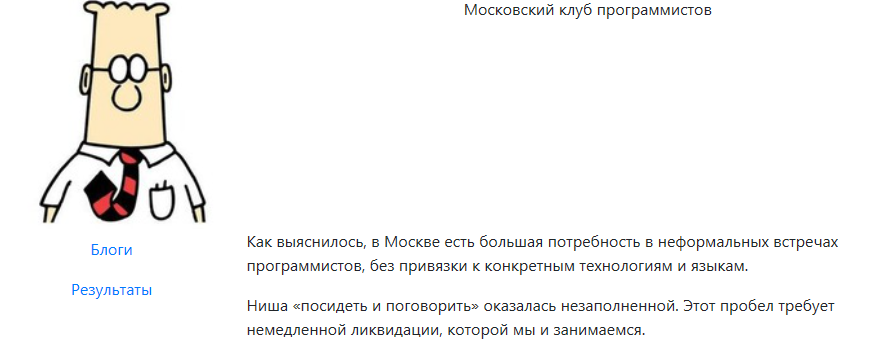 Московский клуб программистов
Блоги
Результаты
Как выяснилось, в Москве есть большая потребность в неформальных встречах
программистов, без привязки к конкретным технологиям и языкам.
Ниша «посидеть и поговорить» оказалась незаполненной. Этот пробел требует
немедленной ликвидации, которой мы и занимаемся.